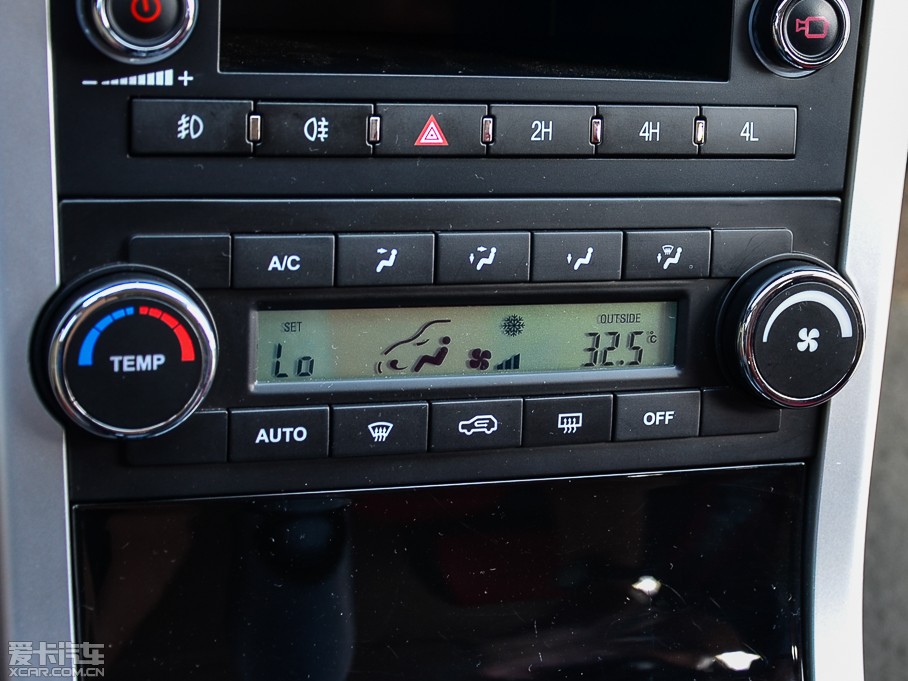 − +
2H 4H 4L
A/C
SET OUTSIDE
Lo 32.5°C
TEMP
AUTO OFF
爱卡汽车
XCAR.COM.CN